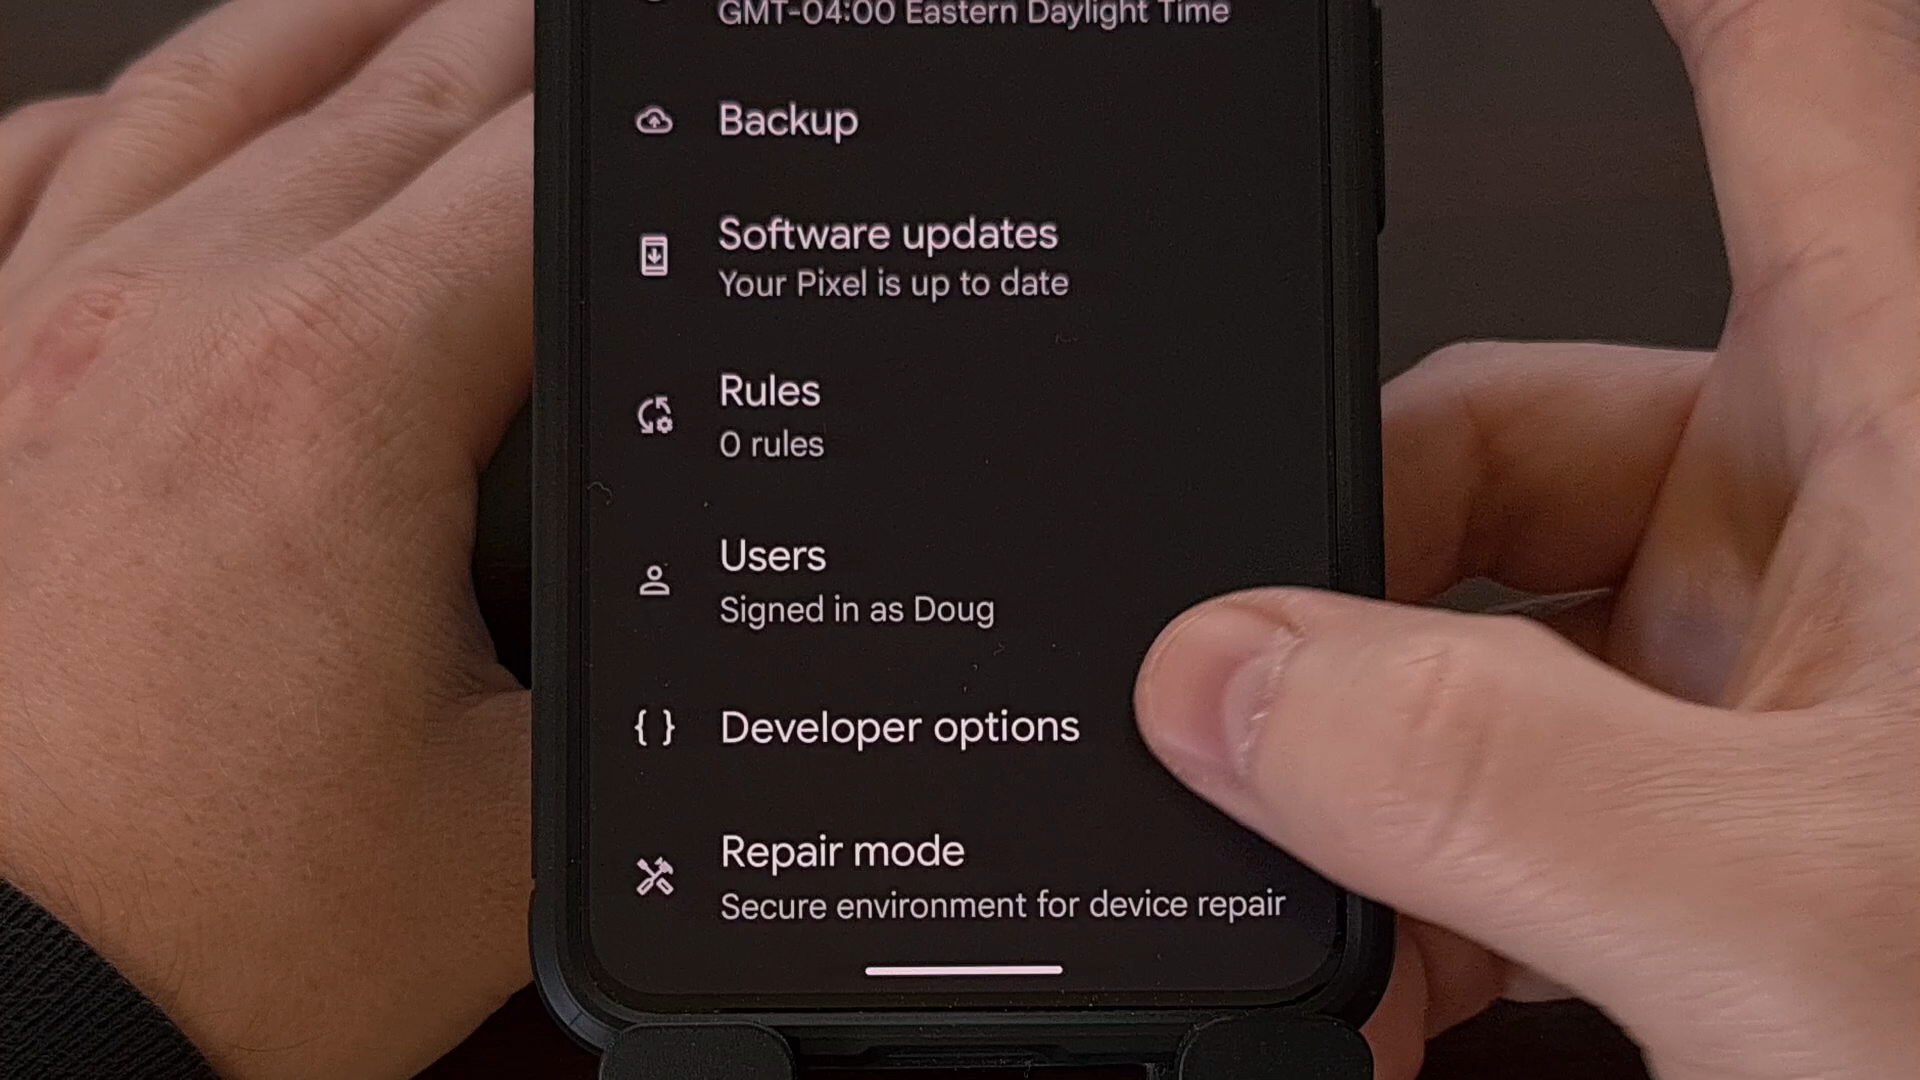 GMT-04:00 Eastern Daylight Time
Backup
Software updates
Your Pixel is up to date
Rules
0 rules
Users
Signed in as Doug
{ } Developer options
Repair mode
Secure environment for device repair